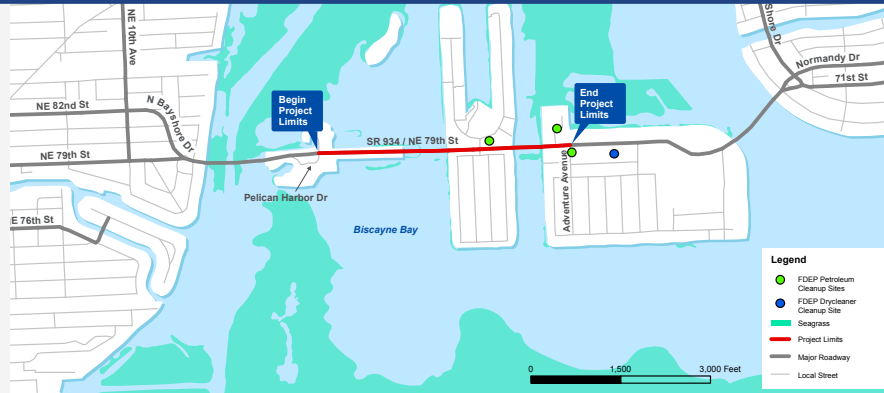 NE 10th Ave
Shore Dr
Normandy Dr
71st St
NE 82nd St
N Bayshore Dr
Begin
Project
Limits
End
Project
Limits
SR 934 / NE 79th St
NE 79th St
Pelican Harbor Dr
Adventure Avenue
E 76th St
Biscayne Bay
Legend
FDEP Petroleum
Cleanup Sites
FDEP Drycleaner
Cleanup Site
Seagrass
Project Limits
Major Roadway
Local Street
0 1,500 3,000 Feet